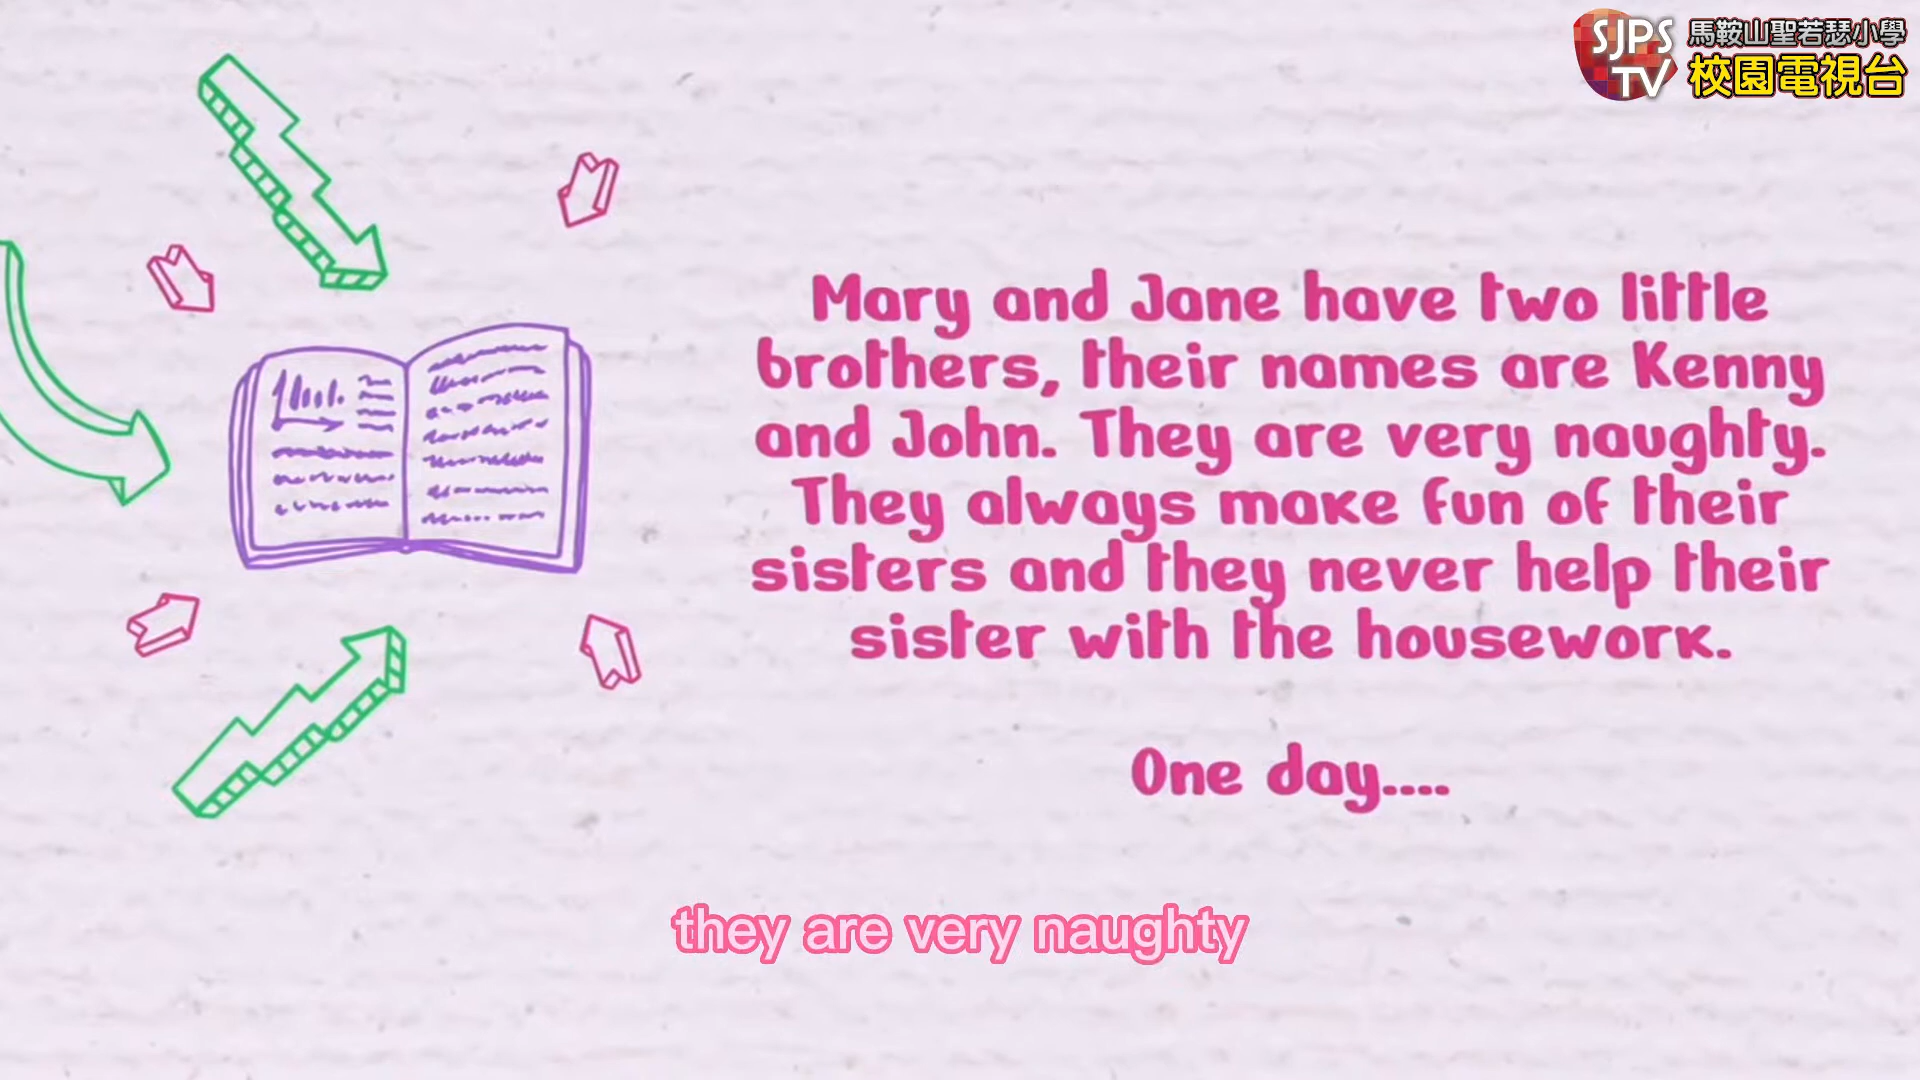 SJPS
TV
馬鞍山聖若瑟小學
校園電視台
Mary and Jane have two little
brothers, their names are Kenny
and John. They are very naughty.
They always make fun of their
sisters and they never help their
sister with the housework.
One day....
they are very naughty